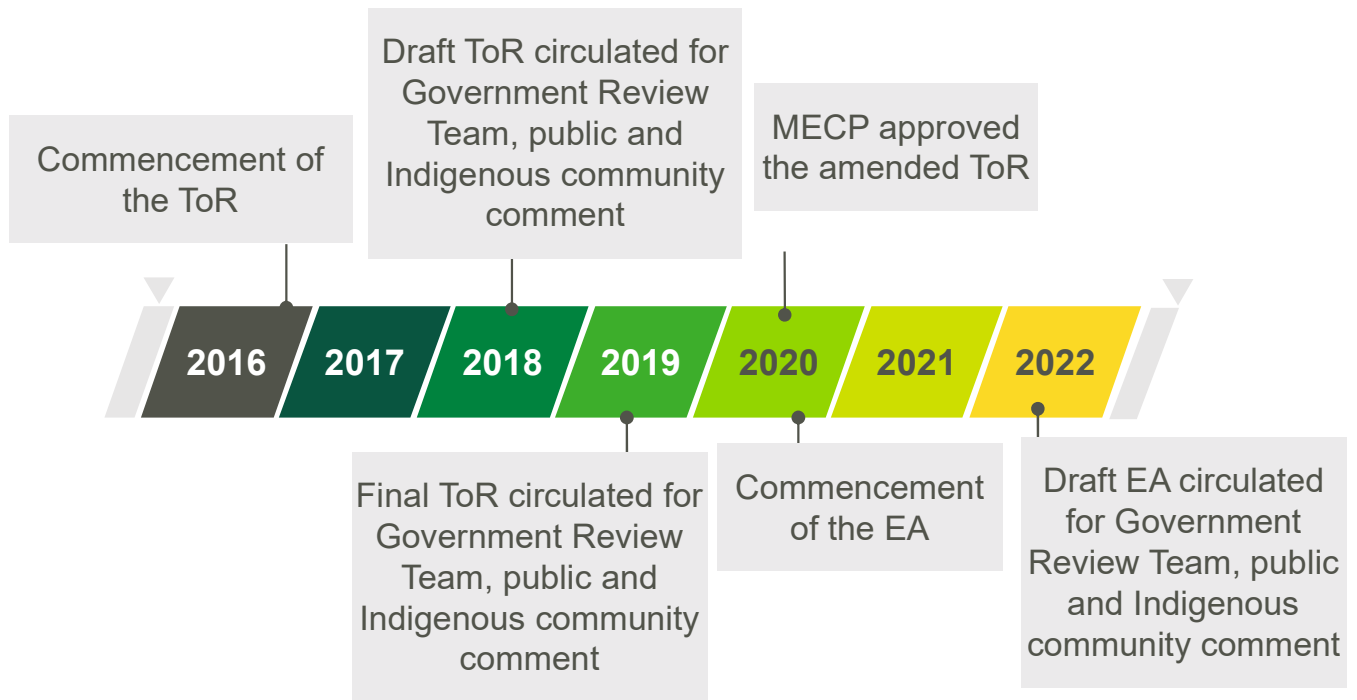 Commencement of
the ToR
Draft ToR circulated for
Government Review
Team, public and
Indigenous community
comment
MECP approved
the amended ToR
2016
2017
2018
2019
2020
2021
2022
Final ToR circulated for
Government Review
Team, public and
Indigenous community
comment
Commencement
of the EA
Draft EA circulated
for Government
Review Team, public
and Indigenous
community comment